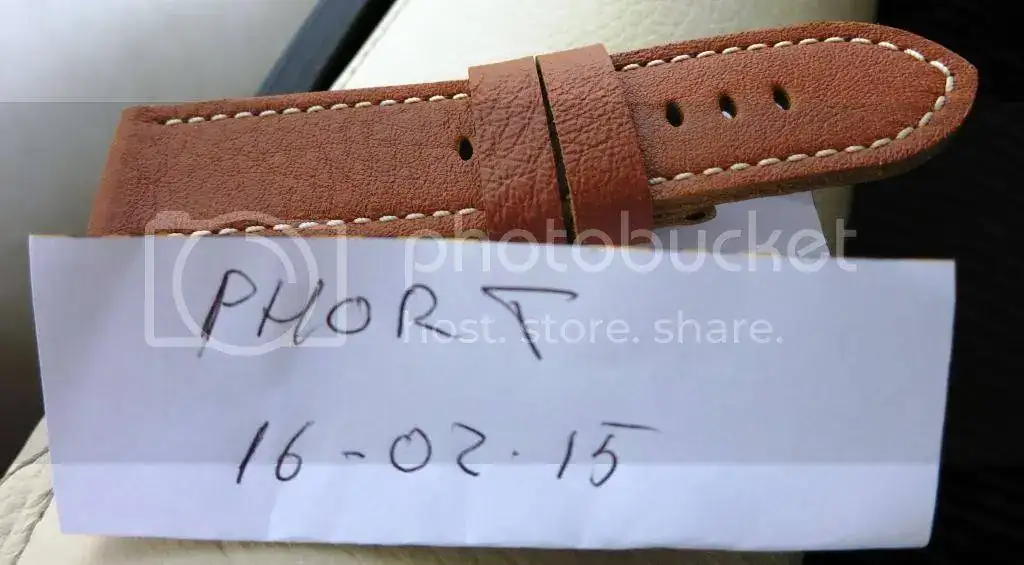 photobucket
host. store. share.
PHORT
16-02.15